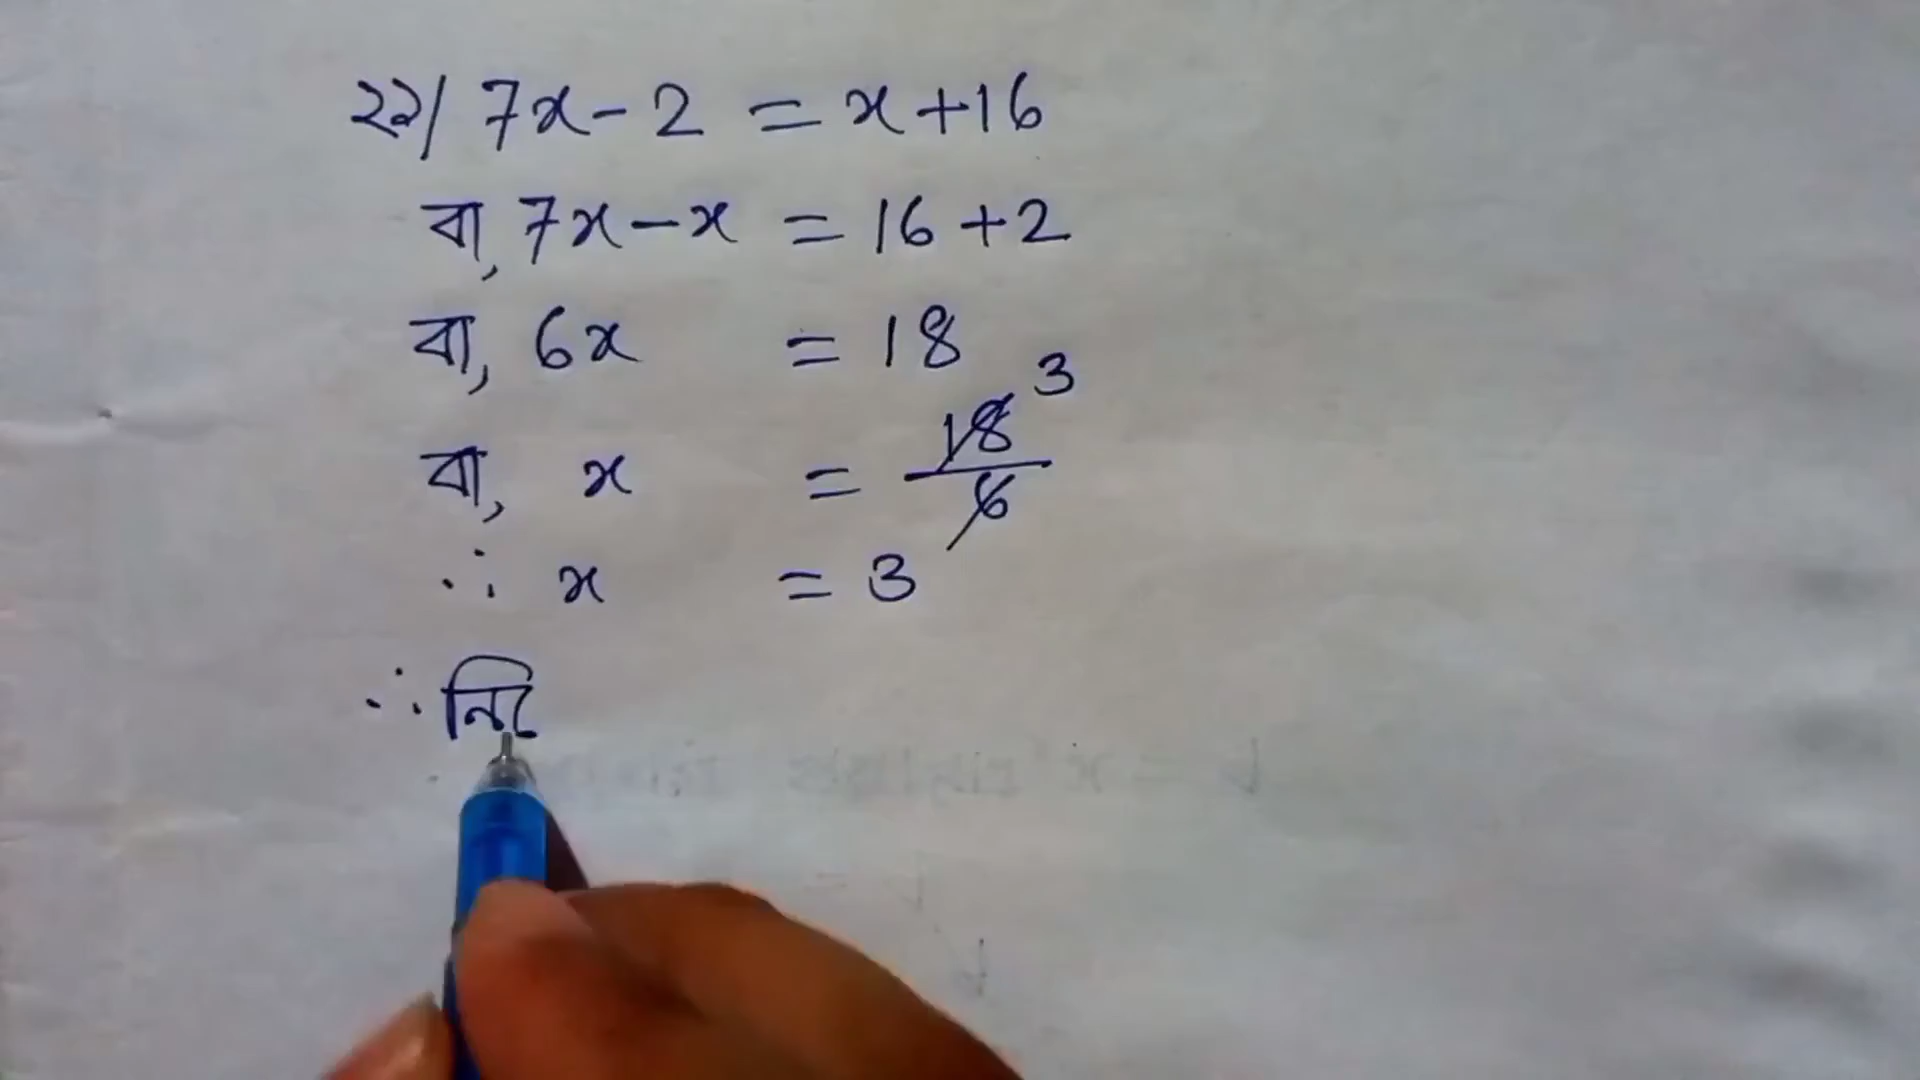 ২২| 7x - 2 = x + 16
বা, 7x - x = 16 + 2
বা, 6x = 18
বা, x = 18/6 3
∴ x = 3
∴ নি